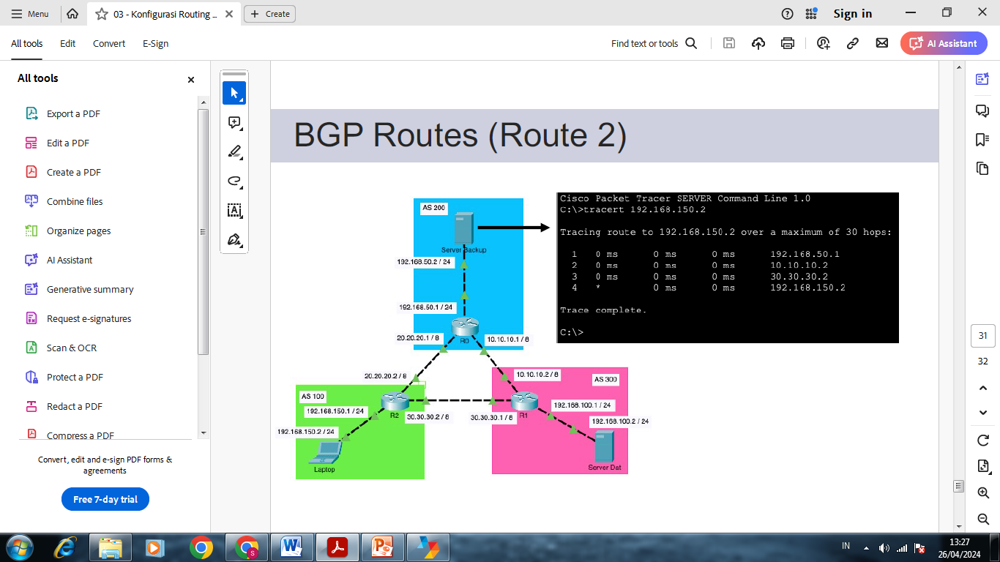 Menu
03 - Konfigurasi Routing ...
Create
Sign in
All tools
Edit
Convert
E-Sign
Find text or tools
AI Assistant
All tools
Export a PDF
Edit a PDF
Create a PDF
Combine files
Organize pages
AI Assistant
Generative summary
Request e-signatures
Scan & OCR
Protect a PDF
Redact a PDF
Compress a PDF
Convert, edit and e-sign PDF forms &
agreements
Free 7-day trial
BGP Routes (Route 2)
AS 200
Server Backup
192.168.50.2 / 24
192.168.50.1 / 24
R0
20.20.20.1 / 8
10.10.10.1 / 8
20.20.20.2 / 8
10.10.10.2 / 8
AS 300
AS 100
192.168.150.1 / 24
R2
30.30.30.2 / 8
30.30.30.1 / 8
R1
192.168.100.1 / 24
192.168.100.2 / 24
192.168.150.2 / 24
Laptop
Server Dat
Cisco Packet Tracer SERVER Command Line 1.0
C:\>tracert 192.168.150.2
Tracing route to 192.168.150.2 over a maximum of 30 hops:
1 0 ms 0 ms 0 ms 192.168.50.1
2 0 ms 0 ms 0 ms 10.10.10.2
3 0 ms 0 ms 0 ms 30.30.30.2
4 * 0 ms 0 ms 192.168.150.2
Trace complete.
C:\>
31
32
IN
13:27
26/04/2024